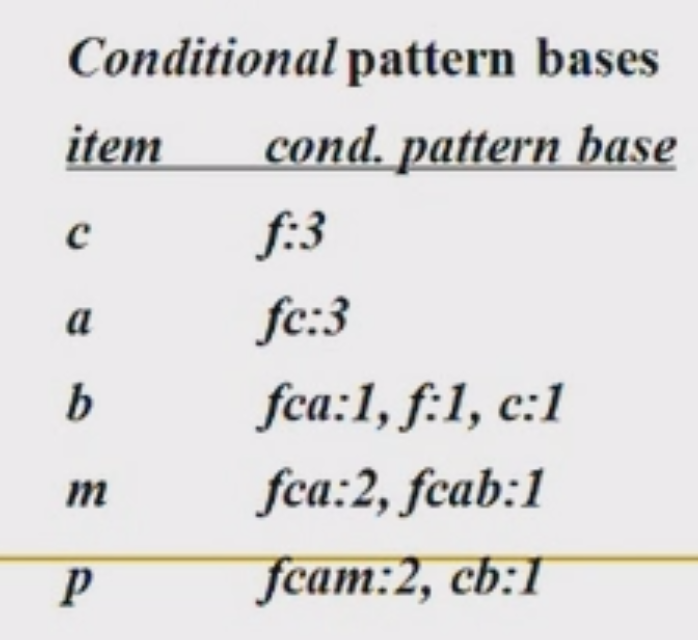 Conditional pattern bases
item cond. pattern base
c f:3
a fc:3
b fca:1, f:1, c:1
m fca:2, fcab:1
p fcam:2, cb:1